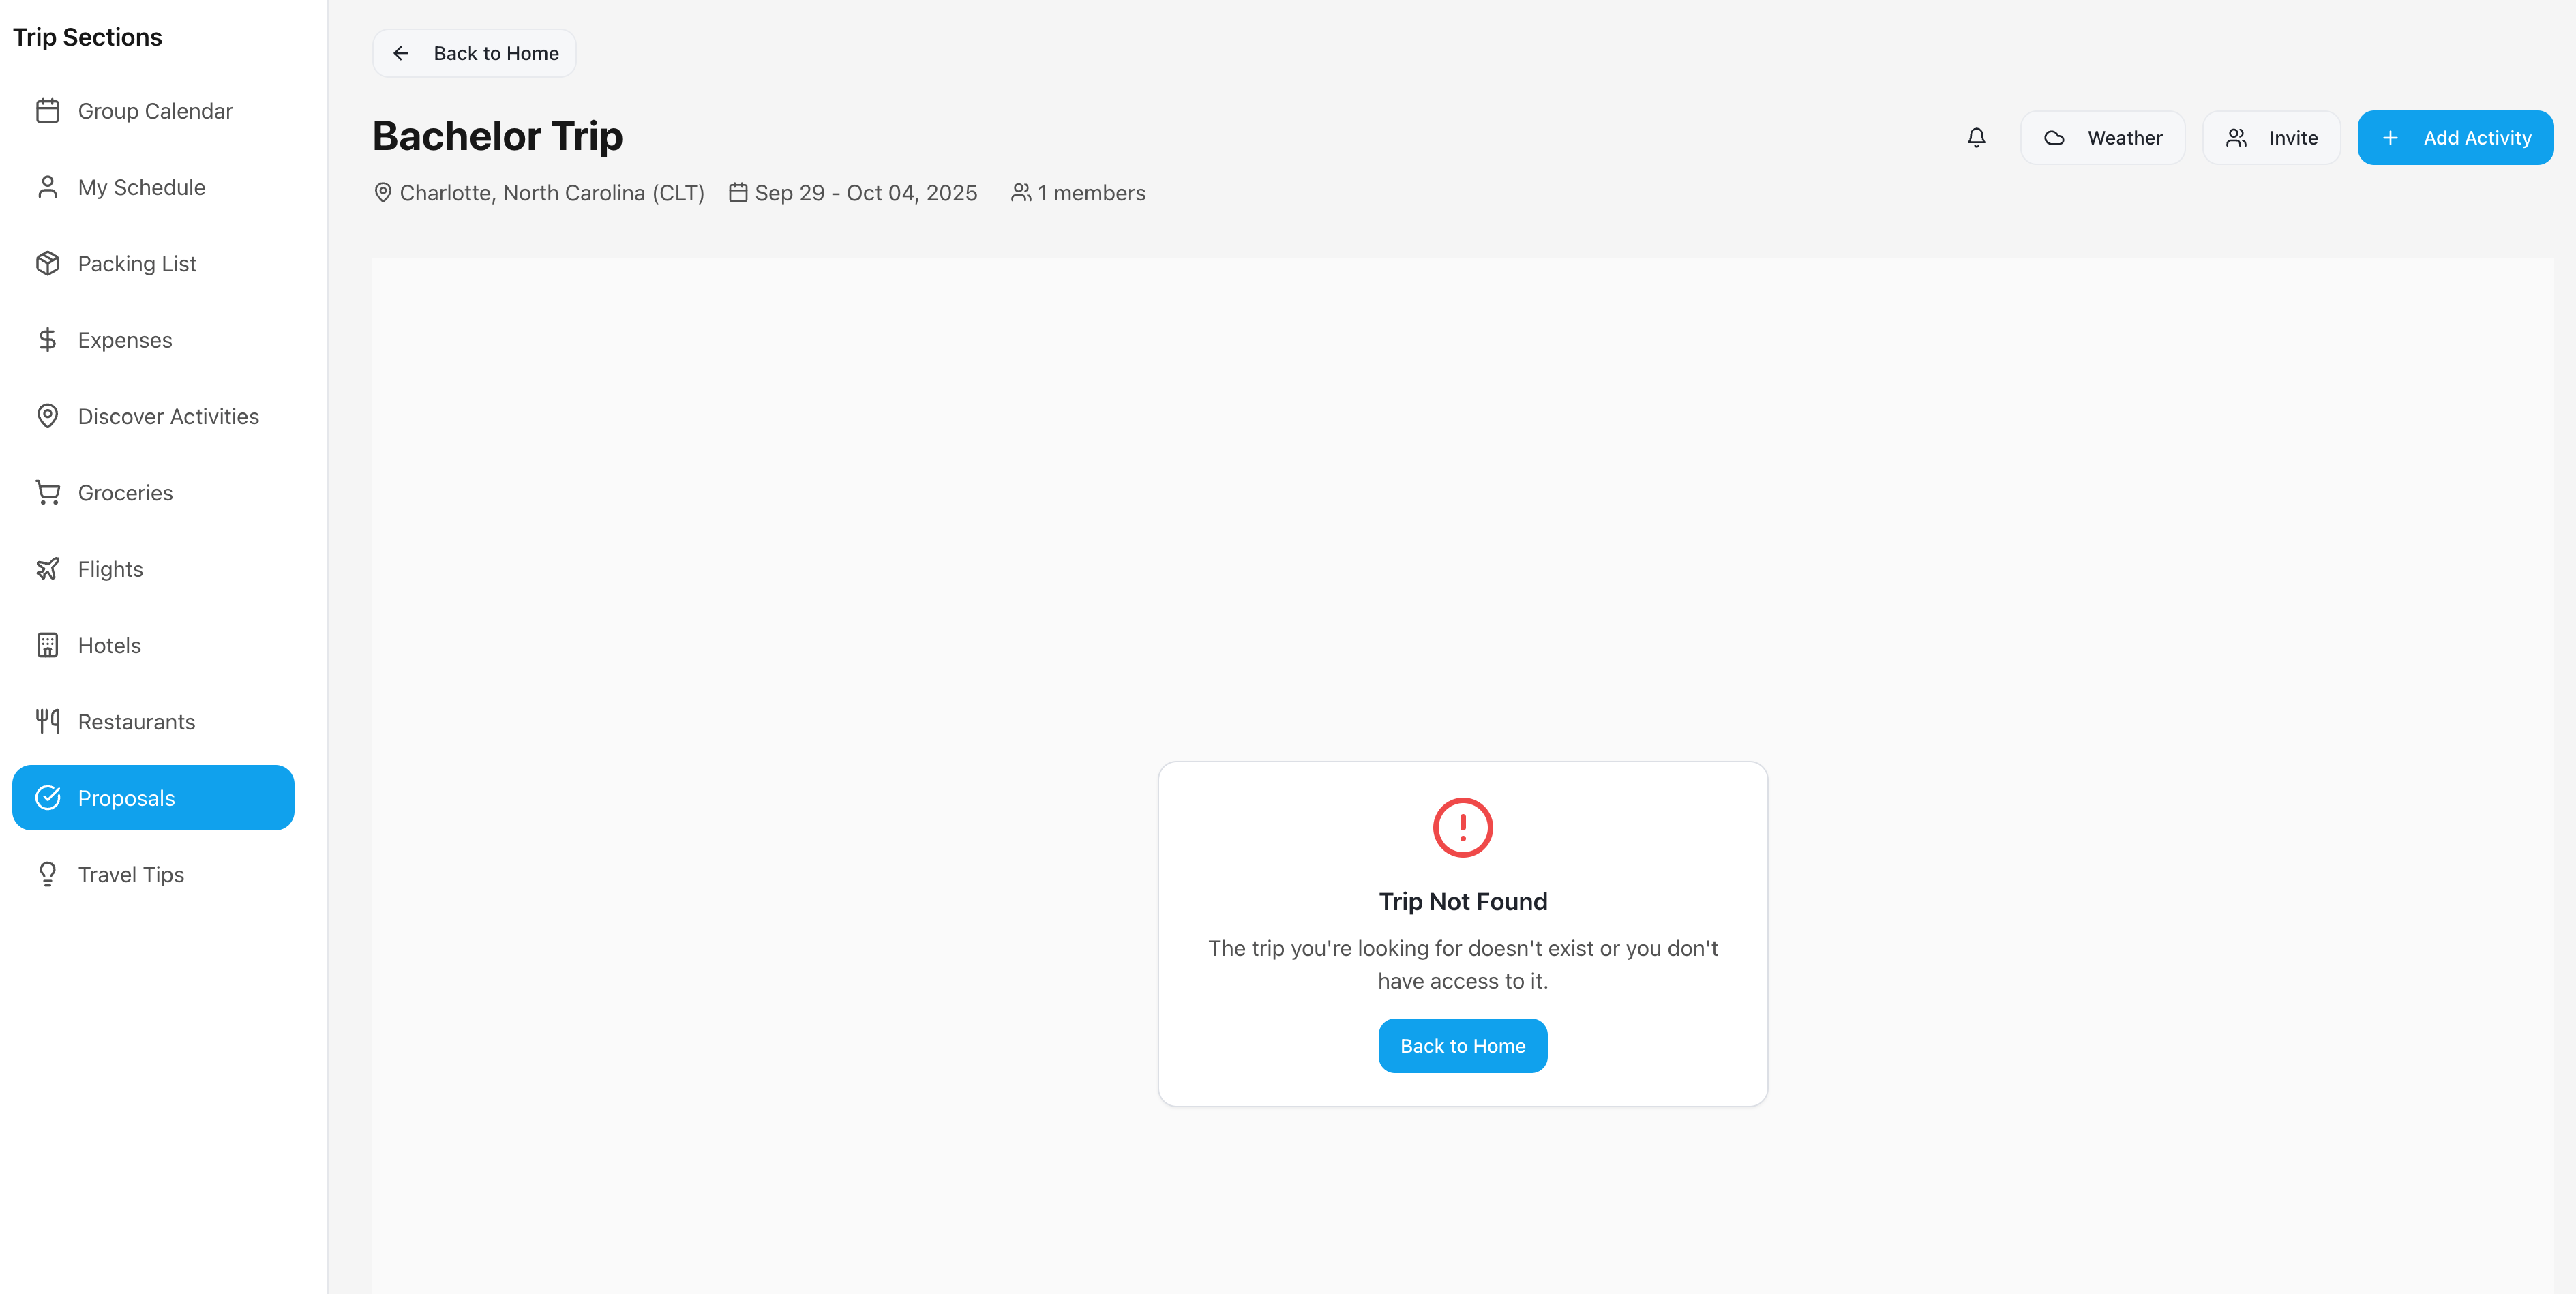 Trip Sections
Group Calendar
My Schedule
Packing List
Expenses
Discover Activities
Groceries
Flights
Hotels
Restaurants
Proposals
Travel Tips
Back to Home
Bachelor Trip
Charlotte, North Carolina (CLT) Sep 29 - Oct 04, 2025 1 members
Weather Invite Add Activity
Trip Not Found
The trip you're looking for doesn't exist or you don't
have access to it.
Back to Home